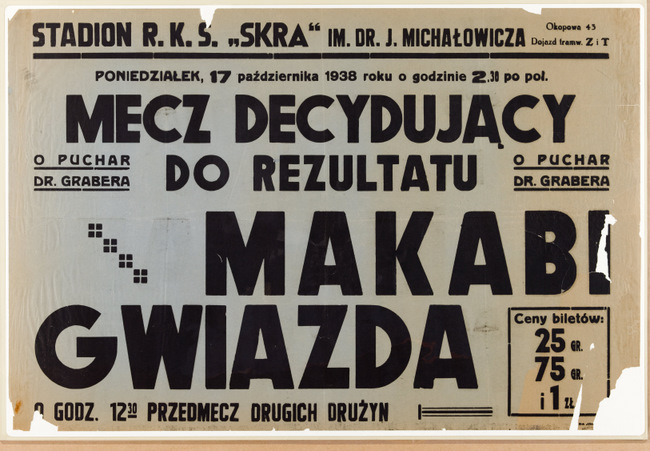 STADION R. K. S. „SKRA“ IM. DR. J. MICHAŁOWICZA
Okopowa 43
Dojazd tramw. Z i T
PONIEDZIAŁEK, 17 października 1938 roku o godzinie 2.30 po poł.
MECZ DECYDUJĄCY
O PUCHAR
DR. GRABERA
DO REZULTATU
O PUCHAR
DR. GRABERA
MAKABI
GWIAZDA
Ceny biletów:
25 GR.
75 GR.
i 1 ZŁ
O GODZ. 12 30 PRZEDMECZ DRUGICH DRUŻYN